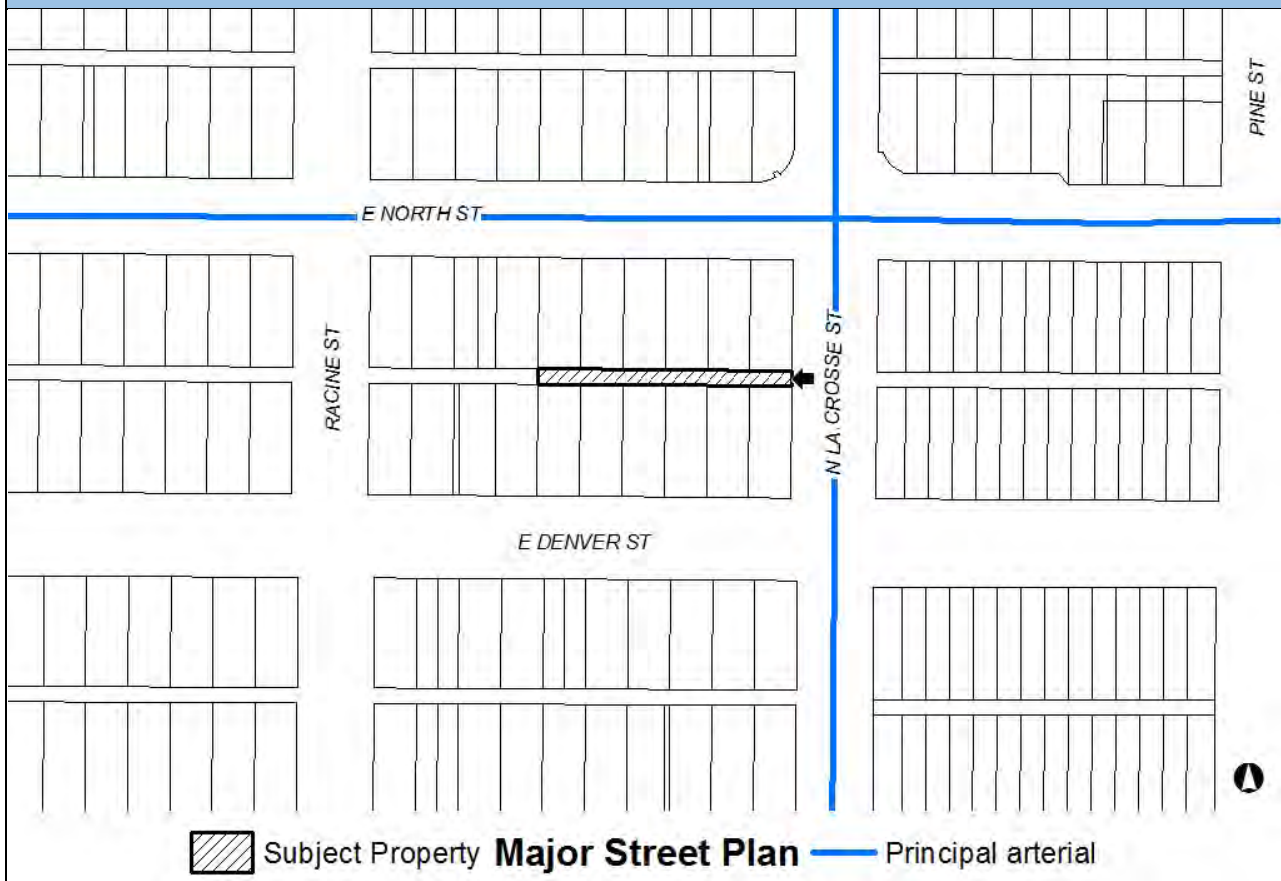 PINE ST
E NORTH ST
RACINE ST
N LA CROSSE ST
E DENVER ST
Subject Property Major Street Plan Principal arterial